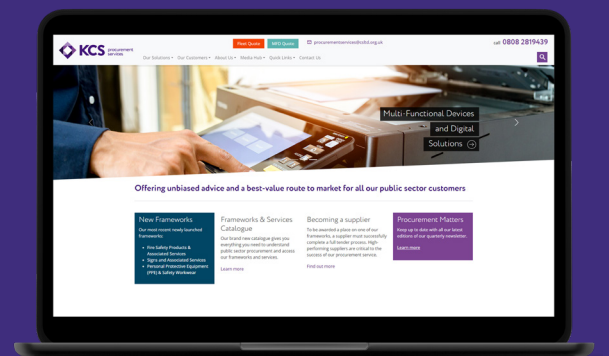 Fleet Quote
MFD Quote
procurementservices@csltd.org.uk
call 0808 2819439
KCS procurement
services
Our Solutions
Our Customers
About Us
Media Hub
Quick Links
Contact Us
Multi-Functional Devices
and Digital
Solutions
Offering unbiased advice and a best-value route to market for all our public sector customers
New Frameworks
Our most recent newly launched
frameworks:
• Fire Safety Products &
Associated Services
• Signs and Associated Services
• Personal Protective Equipment
(PPE) & Safety Workwear
Frameworks & Services
Catalogue
Our brand new catalogue gives you
everything you need to understand
public sector procurement and access
our frameworks and services.
Learn more
Becoming a supplier
To be awarded a place on one of our
frameworks, a supplier must successfully
complete a full tender process. High-
performing suppliers are critical to the
success of our procurement service.
Find out more
Procurement Matters
Keep up to date with all our latest
editions of our quarterly newsletter.
Learn more